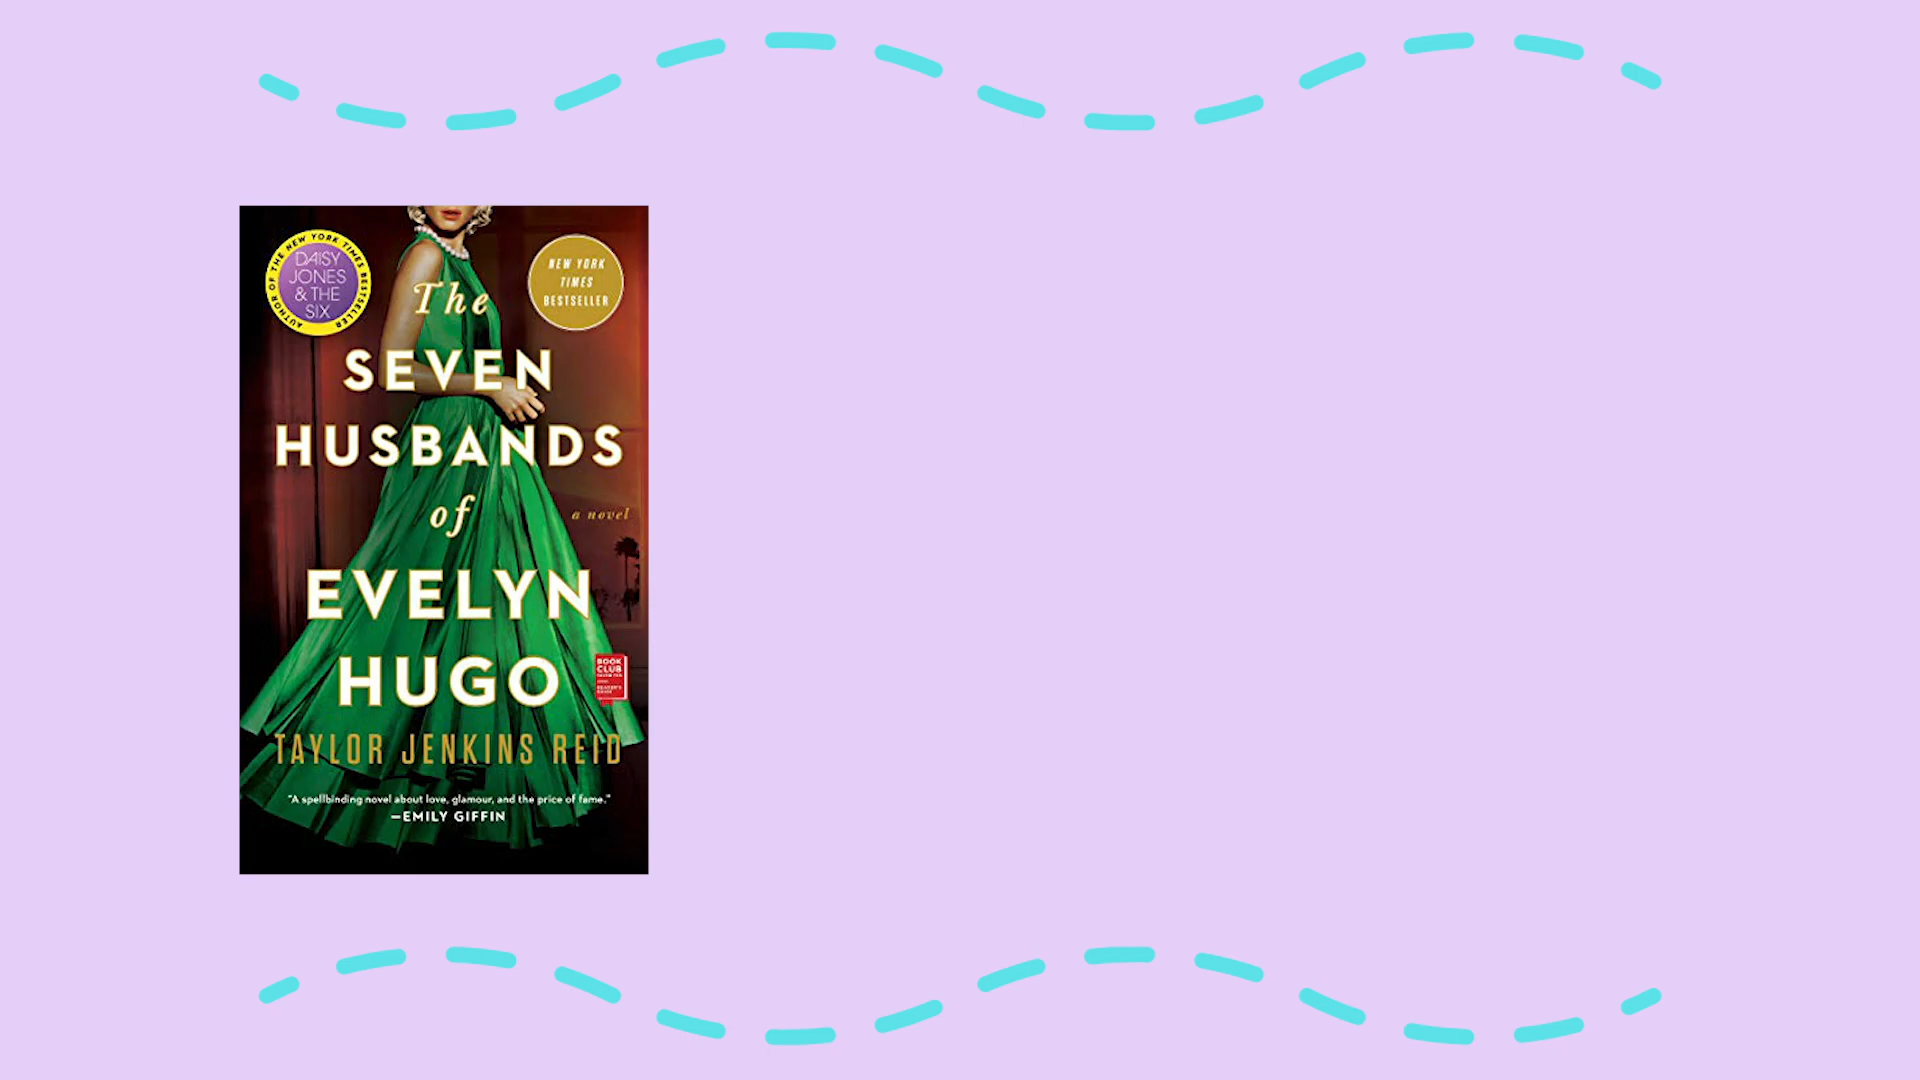 AUTHOR OF THE NEW YORK TIMES BESTSELLER
DAISY
JONES
& THE
SIX
NEW YORK
TIMES
BESTSELLER
The
SEVEN
HUSBANDS
of
a novel
EVELYN
HUGO
BOOK
CLUB
TAYLOR JENKINS REID
"A spellbinding novel about love, glamour, and the price of fame."
—EMILY GIFFIN